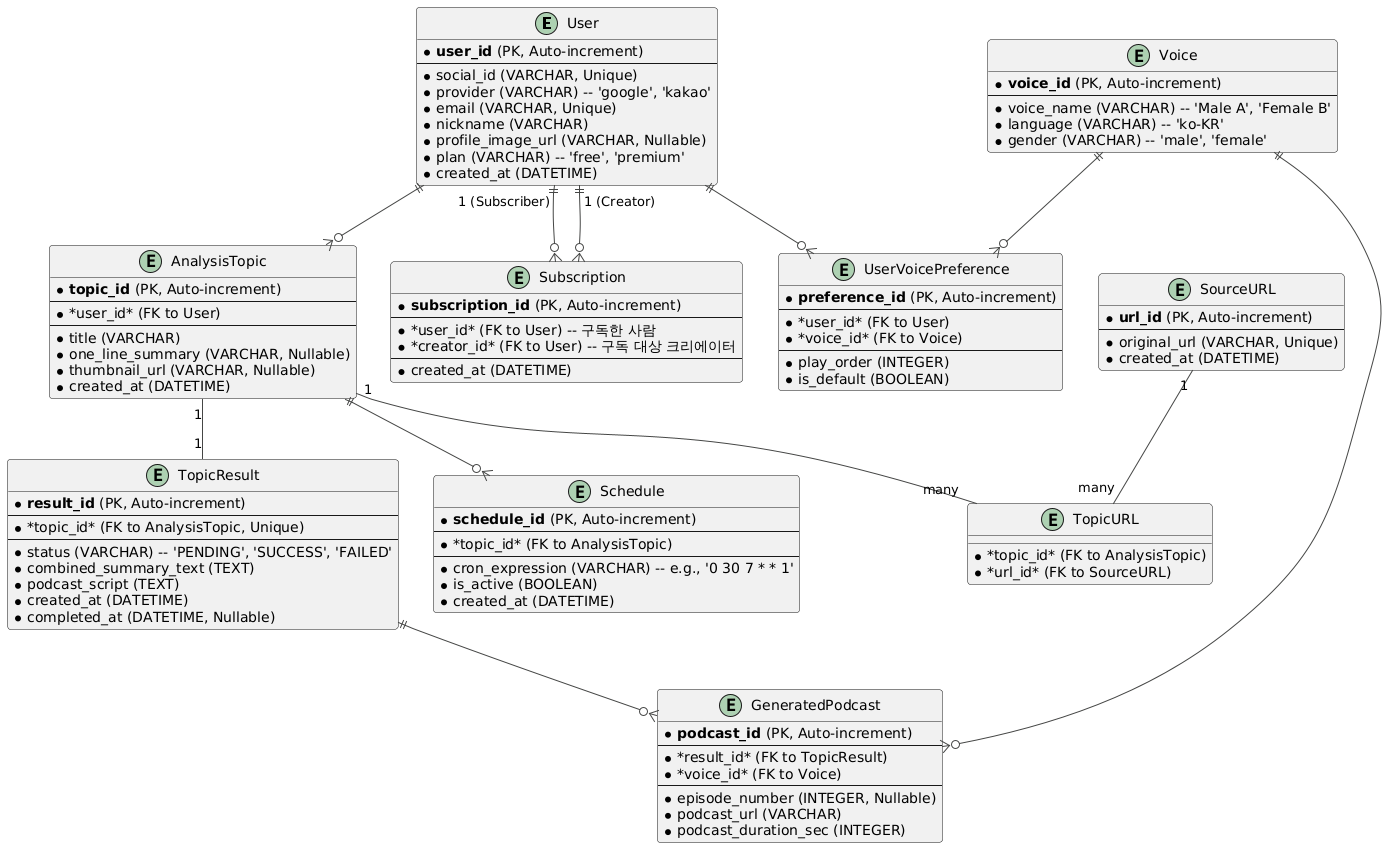 E User
• user_id (PK, Auto-increment)
• social_id (VARCHAR, Unique)
• provider (VARCHAR) -- 'google', 'kakao'
• email (VARCHAR, Unique)
• nickname (VARCHAR)
• profile_image_url (VARCHAR, Nullable)
• plan (VARCHAR) -- 'free', 'premium'
• created_at (DATETIME)
E Voice
• voice_id (PK, Auto-increment)
• voice_name (VARCHAR) -- 'Male A', 'Female B'
• language (VARCHAR) -- 'ko-KR'
• gender (VARCHAR) -- 'male', 'female'
1 (Subscriber)
1 (Creator)
E AnalysisTopic
• topic_id (PK, Auto-increment)
• *user_id* (FK to User)
• title (VARCHAR)
• one_line_summary (VARCHAR, Nullable)
• thumbnail_url (VARCHAR, Nullable)
• created_at (DATETIME)
E Subscription
• subscription_id (PK, Auto-increment)
• *user_id* (FK to User) -- 구독한 사람
• *creator_id* (FK to User) -- 구독 대상 크리에이터
• created_at (DATETIME)
E UserVoicePreference
• preference_id (PK, Auto-increment)
• *user_id* (FK to User)
• *voice_id* (FK to Voice)
• play_order (INTEGER)
• is_default (BOOLEAN)
E SourceURL
• url_id (PK, Auto-increment)
• original_url (VARCHAR, Unique)
• created_at (DATETIME)
1
1
1
1
many
many
E TopicResult
• result_id (PK, Auto-increment)
• *topic_id* (FK to AnalysisTopic, Unique)
• status (VARCHAR) -- 'PENDING', 'SUCCESS', 'FAILED'
• combined_summary_text (TEXT)
• podcast_script (TEXT)
• created_at (DATETIME)
• completed_at (DATETIME, Nullable)
E Schedule
• schedule_id (PK, Auto-increment)
• *topic_id* (FK to AnalysisTopic)
• cron_expression (VARCHAR) -- e.g., '0 30 7 * * 1'
• is_active (BOOLEAN)
• created_at (DATETIME)
E TopicURL
• *topic_id* (FK to AnalysisTopic)
• *url_id* (FK to SourceURL)
E GeneratedPodcast
• podcast_id (PK, Auto-increment)
• *result_id* (FK to TopicResult)
• *voice_id* (FK to Voice)
• episode_number (INTEGER, Nullable)
• podcast_url (VARCHAR)
• podcast_duration_sec (INTEGER)